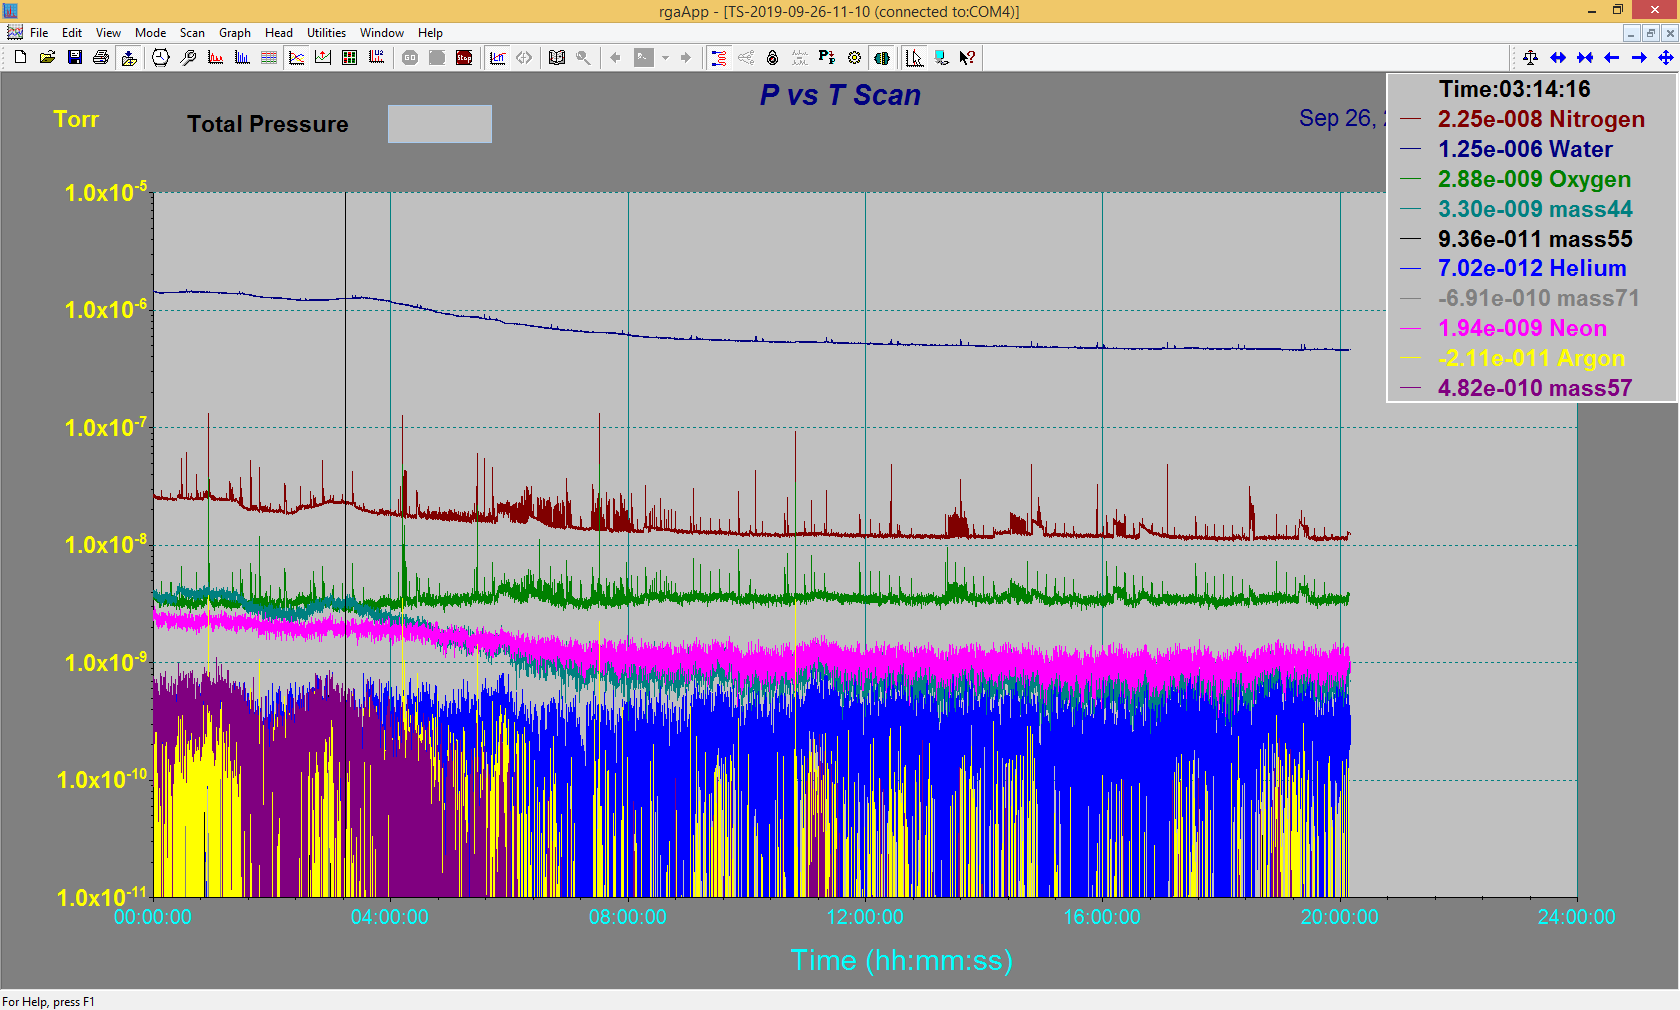 rgaApp - [TS-2019-09-26-11-10 (connected to:COM4)]
File Edit View Mode Scan Graph Head Utilities Window Help
GO Stop
P vs T Scan
Torr
Total Pressure
Sep 26,
Time:03:14:16
2.25e-008 Nitrogen
1.25e-006 Water
2.88e-009 Oxygen
3.30e-009 mass44
9.36e-011 mass55
7.02e-012 Helium
-6.91e-010 mass71
1.94e-009 Neon
-2.11e-011 Argon
4.82e-010 mass57
1.0x10-5
1.0x10-6
1.0x10-7
1.0x10-8
1.0x10-9
1.0x10-10
1.0x10-11
00:00:00 04:00:00 08:00:00 12:00:00 16:00:00 20:00:00 24:00:00
Time (hh:mm:ss)
For Help, press F1